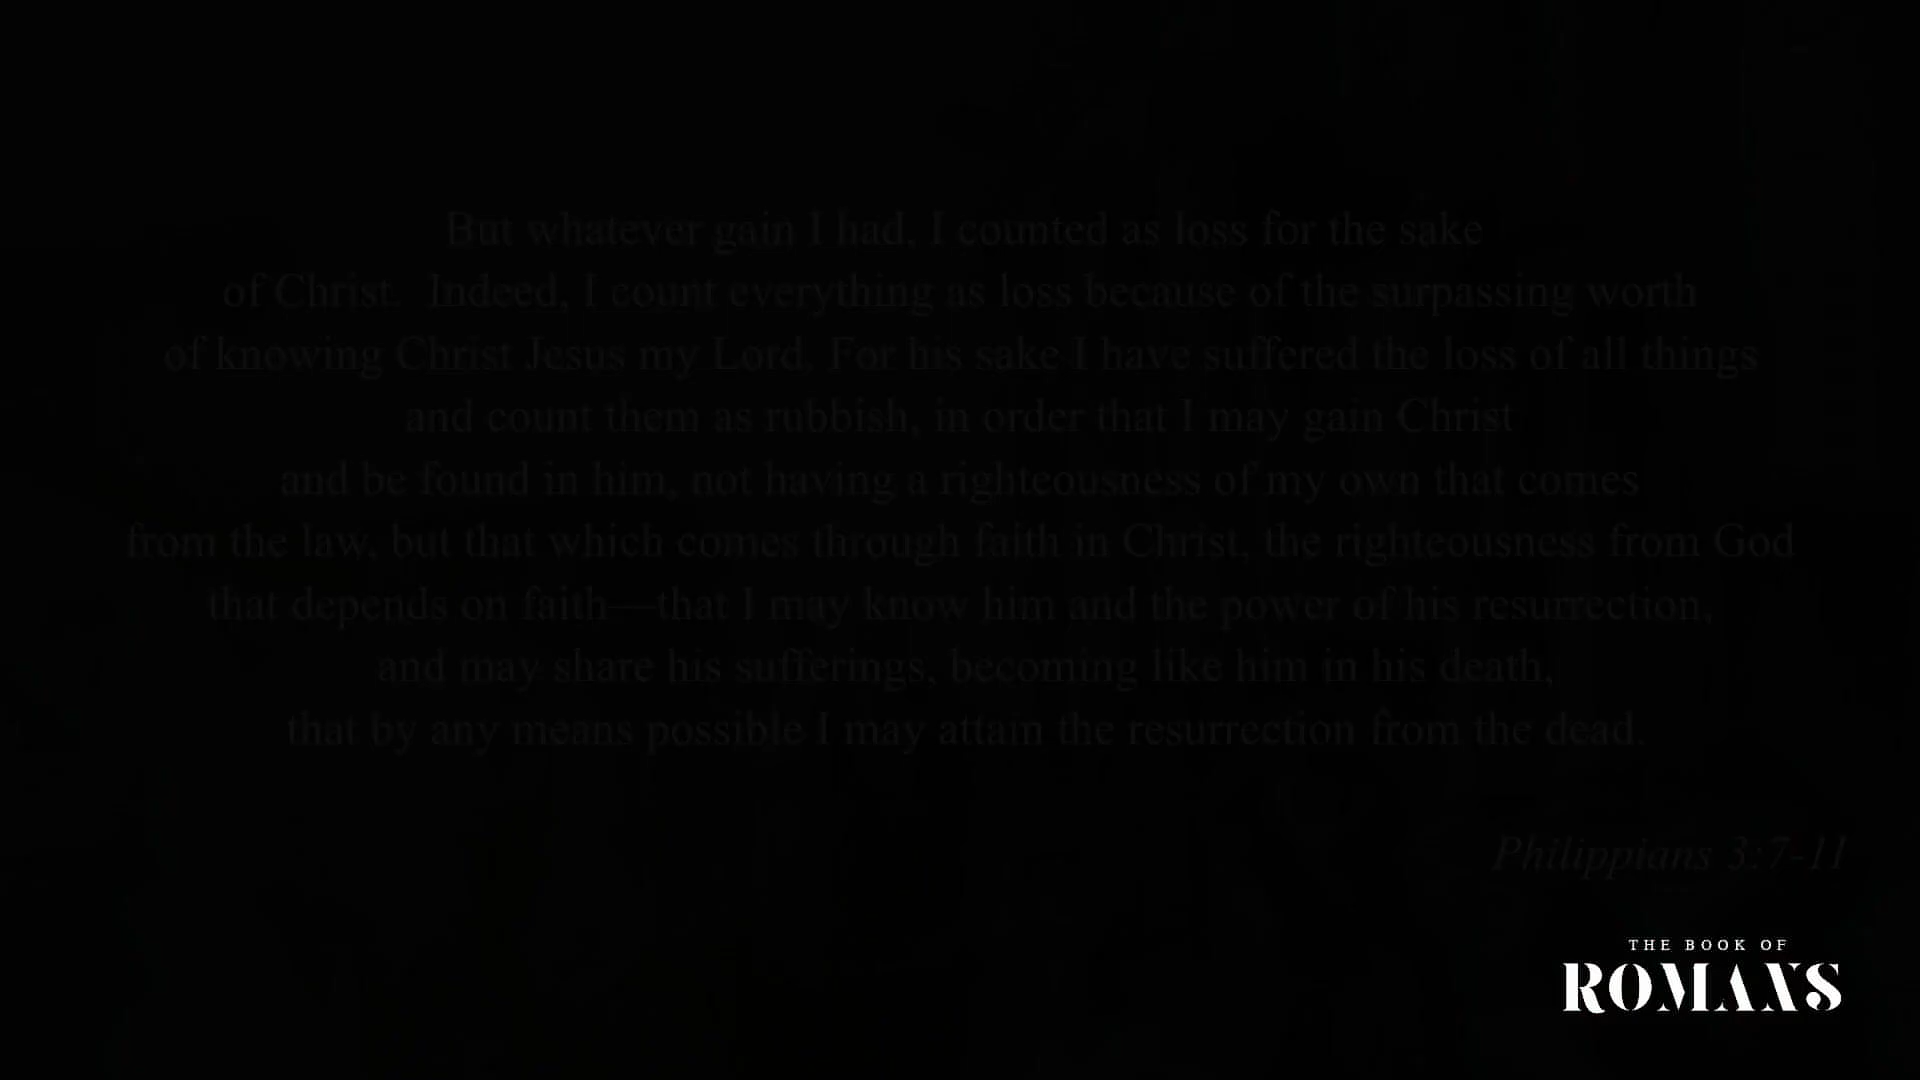 But whatever gain I had, I counted as loss for the sake
of Christ.  Indeed, I count everything as loss because of the surpassing worth
of knowing Christ Jesus my Lord. For his sake I have suffered the loss of all things
and count them as rubbish, in order that I may gain Christ
and be found in him, not having a righteousness of my own that comes
from the law, but that which comes through faith in Christ, the righteousness from God
that depends on faith—that I may know him and the power of his resurrection,
and may share his sufferings, becoming like him in his death,
that by any means possible I may attain the resurrection from the dead.
Philippians 3:7-11
THE BOOK OF
ROMANS